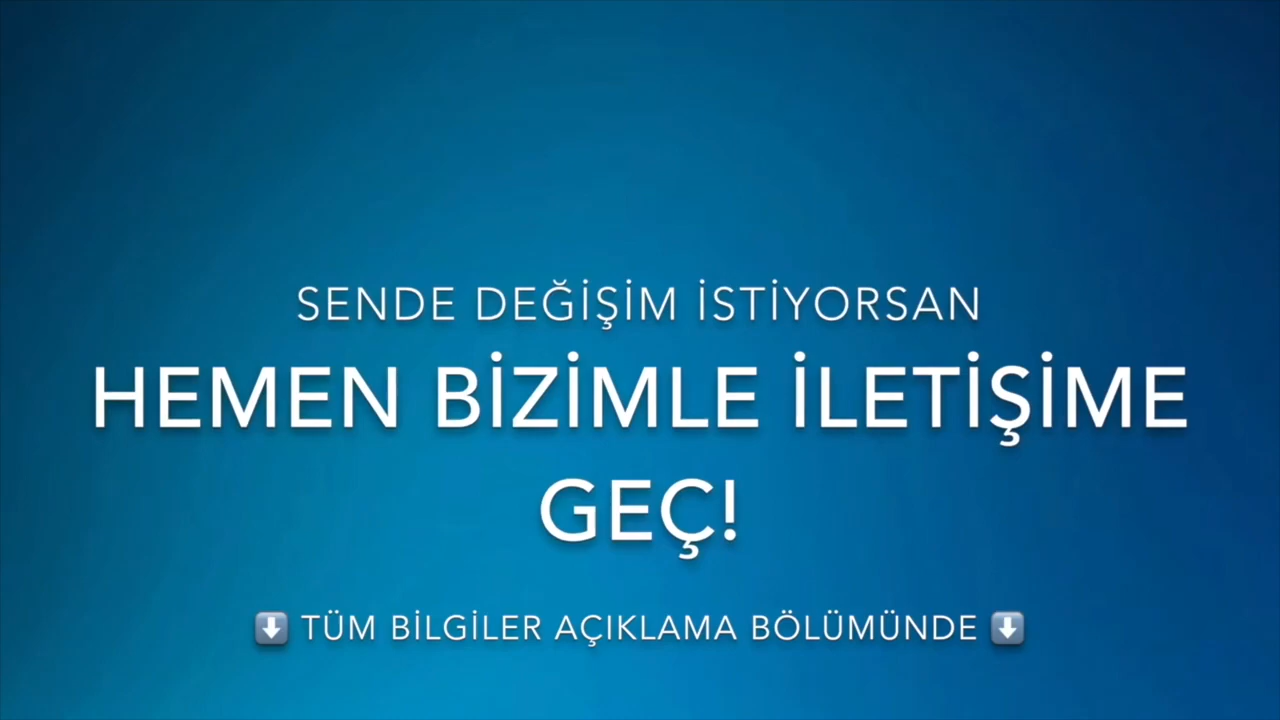 SENDE DEĞİŞİM İSTİYORSAN
HEMEN BİZİMLE İLETİŞİME
GEÇ!
⬇️ TÜM BİLGİLER AÇIKLAMA BÖLÜMÜNDE ⬇️